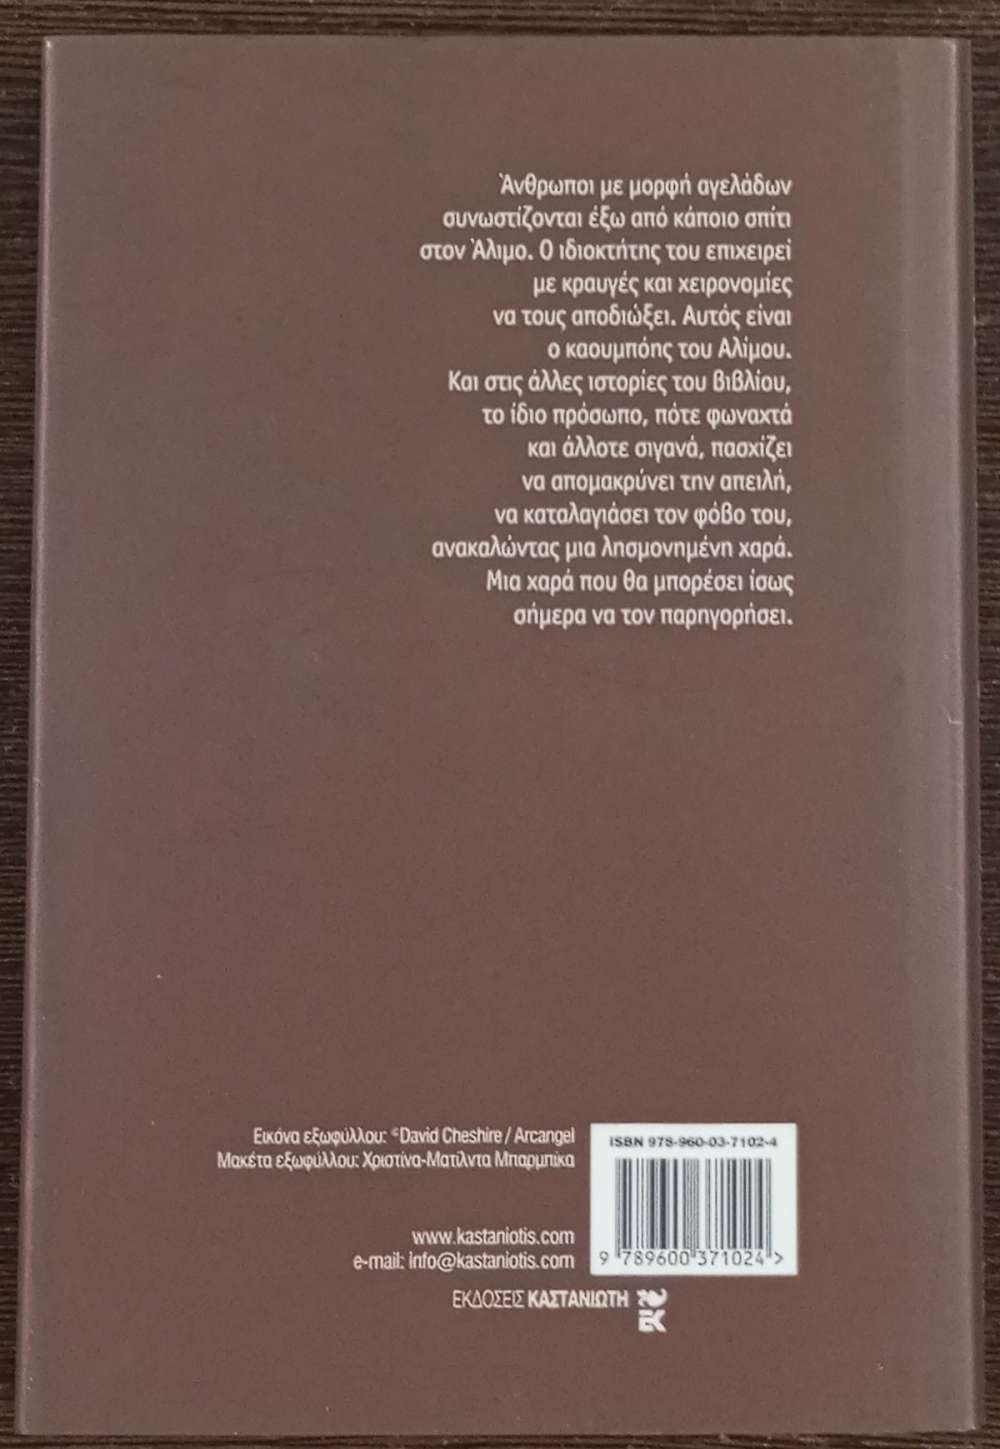 Άνθρωποι με μορφή αγελάδων
συνωστίζονται έξω από κάποιο σπίτι
στον Άλιμο. Ο ιδιοκτήτης του επιχειρεί
με κραυγές και χειρονομίες
να τους αποδιώξει. Αυτός είναι
ο καουμπόης του Αλίμου.
Και στις άλλες ιστορίες του βιβλίου,
το ίδιο πρόσωπο, πότε φωναχτά
και άλλοτε σιγανά, πασχίζει
να απομακρύνει την απειλή,
να καταλαγιάσει τον φόβο του,
ανακαλώντας μια λησμονημένη χαρά.
Μια χαρά που θα μπορέσει ίσως
σήμερα να τον παρηγορήσει.
Εικόνα εξωφύλλου: ©David Cheshire / Arcangel
Μακέτα εξωφύλλου: Χριστίνα-Ματίλντα Μπαρμπίκα
ISBN 978-960-03-7102-4
9 789600 371024 >
www.kastaniotis.com
e-mail: info@kastaniotis.com
ΕΚΔΟΣΕΙΣ ΚΑΣΤΑΝΙΩΤΗ
ΕΚ